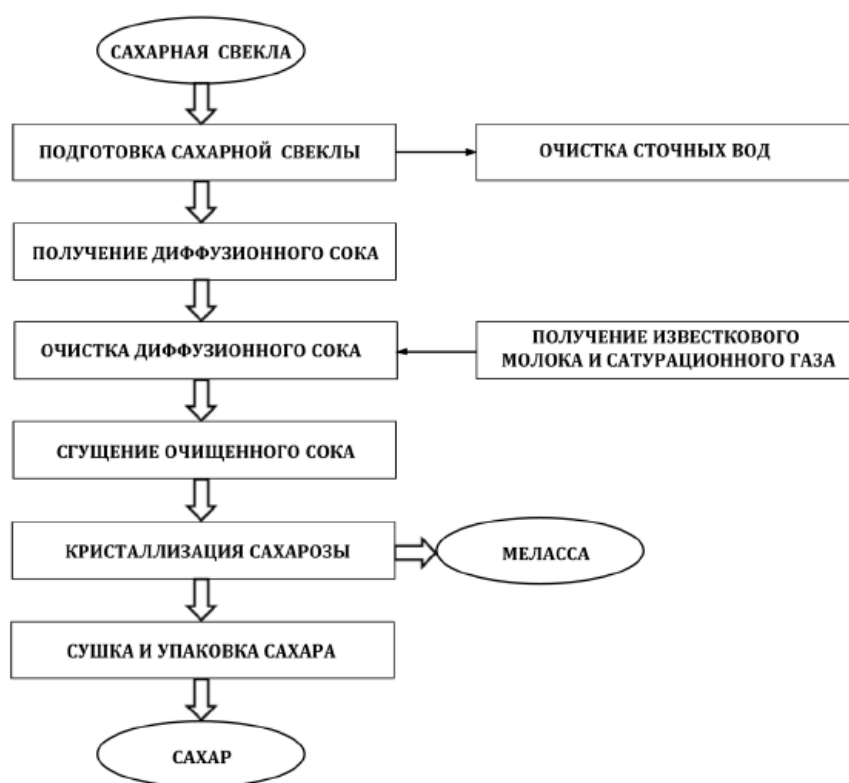 САХАРНАЯ СВЕКЛА
ПОДГОТОВКА САХАРНОЙ СВЕКЛЫ
ОЧИСТКА СТОЧНЫХ ВОД
ПОЛУЧЕНИЕ ДИФФУЗИОННОГО СОКА
ОЧИСТКА ДИФФУЗИОННОГО СОКА
ПОЛУЧЕНИЕ ИЗВЕСТКОВОГО
МОЛОКА И САТУРАЦИОННОГО ГАЗА
СГУЩЕНИЕ ОЧИЩЕННОГО СОКА
КРИСТАЛЛИЗАЦИЯ САХАРОЗЫ
МЕЛАССА
СУШКА И УПАКОВКА САХАРА
САХАР